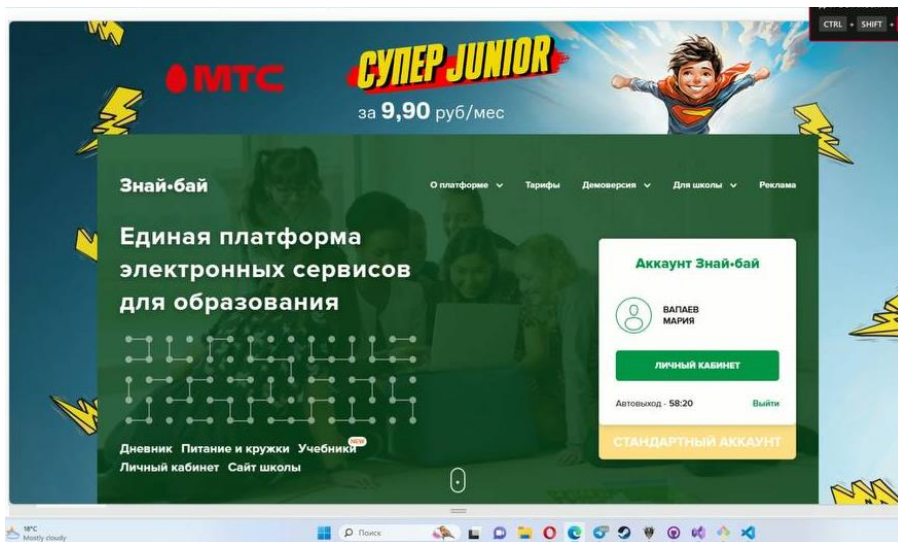 CTRL + SHIFT +
МТС
СУПЕР JUNIOR
за 9,90 руб/мес
Знай•бай
О платформе
Тарифы
Демоверсия
Для школы
Реклама
Единая платформа
электронных сервисов
для образования
Аккаунт Знай•бай
ВАПАЕВ
МАРИЯ
ЛИЧНЫЙ КАБИНЕТ
Автовыход - 58:20
Выйти
СТАНДАРТНЫЙ АККАУНТ
Дневник Питание и кружки Учебники NEW
Личный кабинет Сайт школы
18°C
Mostly cloudy
Поиск